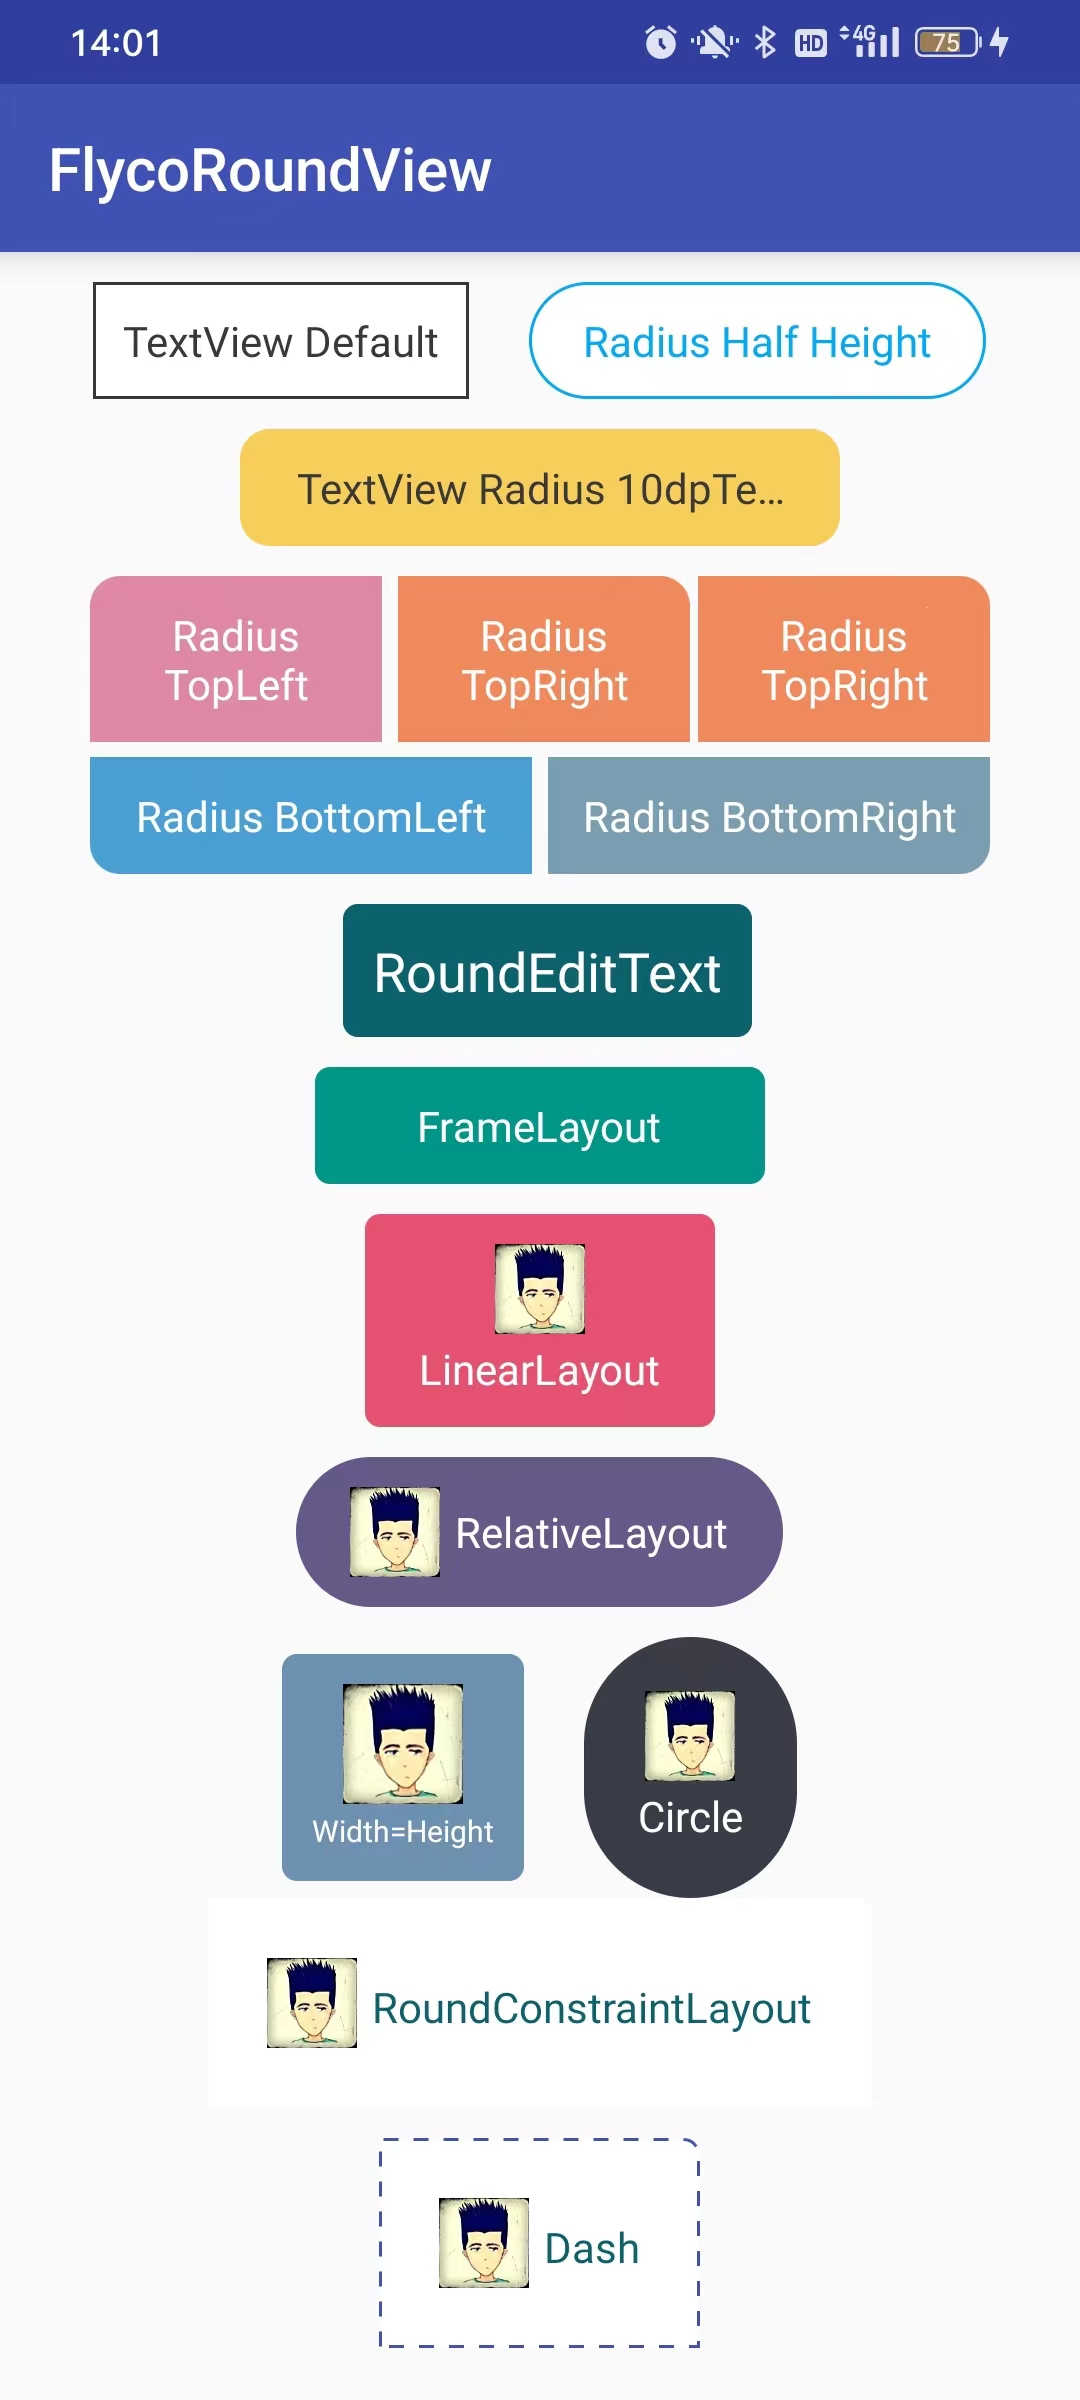 14:01
HD
4G
75
FlycoRoundView
TextView Default
Radius Half Height
TextView Radius 10dpTe...
Radius
TopLeft
Radius
TopRight
Radius
TopRight
Radius BottomLeft
Radius BottomRight
RoundEditText
FrameLayout
LinearLayout
RelativeLayout
Width=Height
Circle
RoundConstraintLayout
Dash